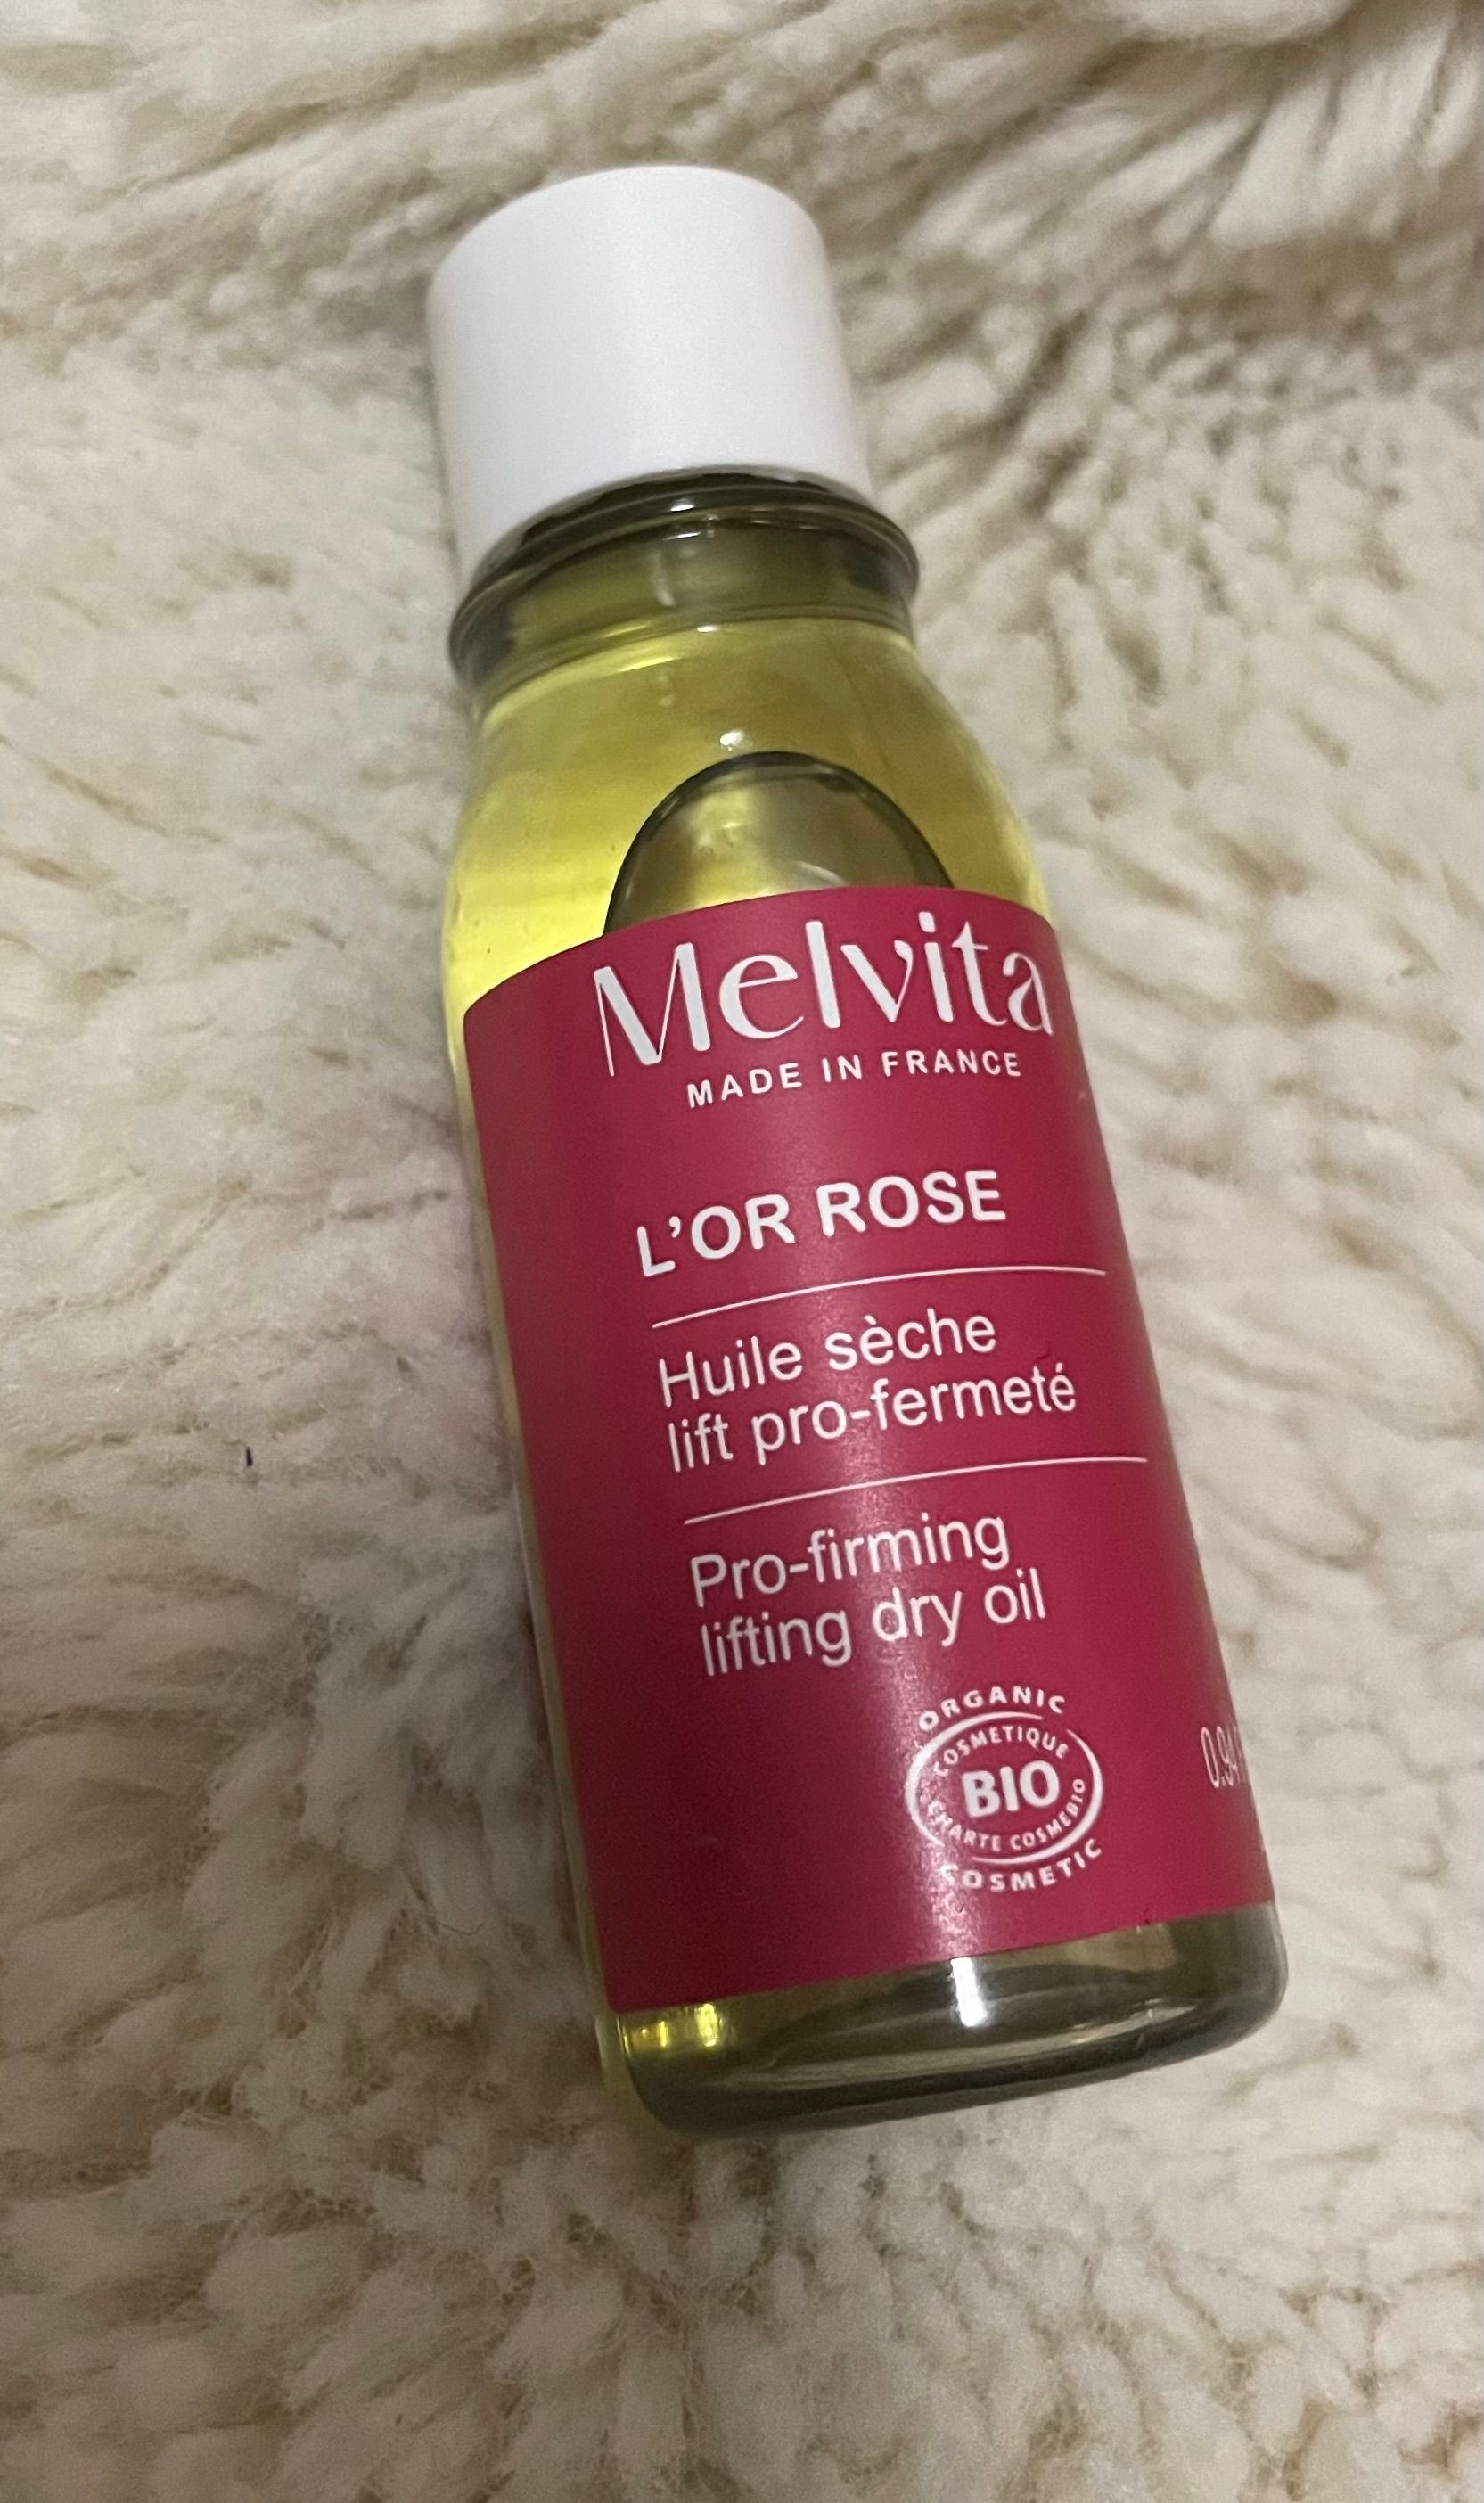 Melvita
MADE IN FRANCE
L'OR ROSE
Huile sèche
lift pro-fermeté
Pro-firming
lifting dry oil
ORGANIC
COSMETIQUE
BIO
CHARTE COSMEBIO
COSMETIC